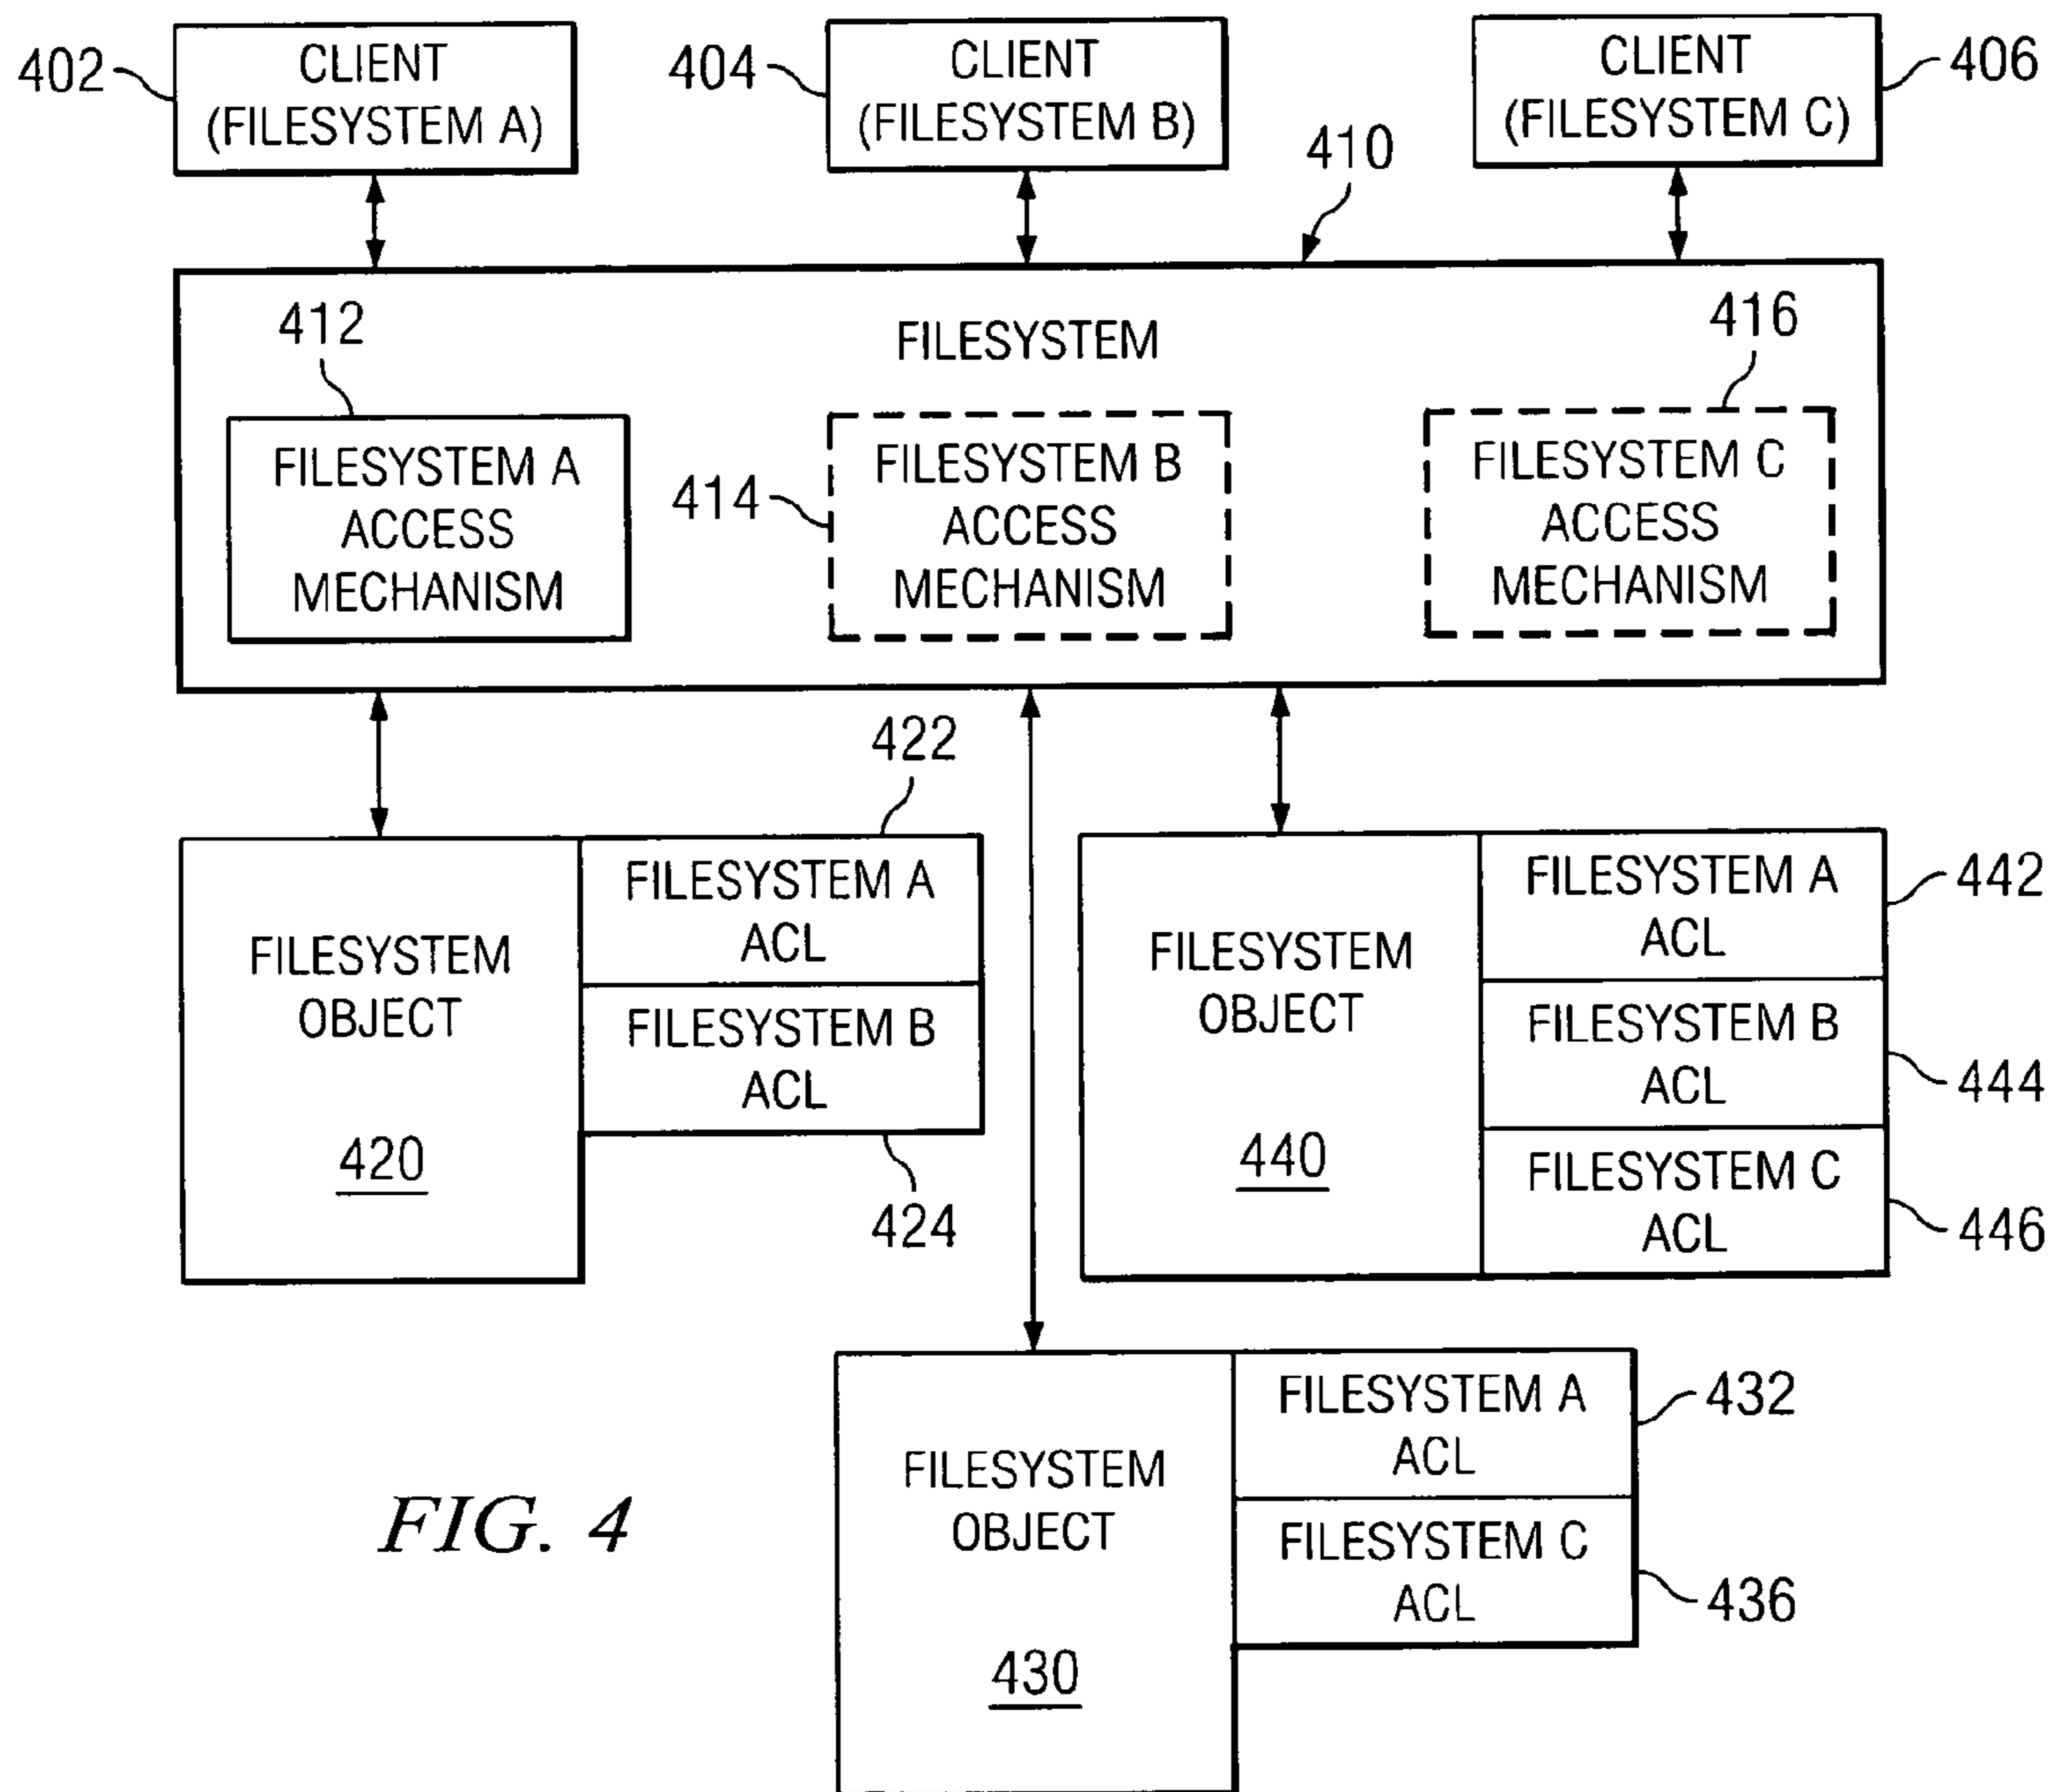 402
CLIENT
(FILESYSTEM A)
404
CLIENT
(FILESYSTEM B)
CLIENT
(FILESYSTEM C)
406
410
FILESYSTEM
412
FILESYSTEM A
ACCESS
MECHANISM
414
FILESYSTEM B
ACCESS
MECHANISM
416
FILESYSTEM C
ACCESS
MECHANISM
FILESYSTEM
OBJECT
420
422
FILESYSTEM A
ACL
FILESYSTEM B
ACL
424
FILESYSTEM
OBJECT
440
FILESYSTEM A
ACL
442
FILESYSTEM B
ACL
444
FILESYSTEM C
ACL
446
FILESYSTEM
OBJECT
430
FILESYSTEM A
ACL
432
FILESYSTEM C
ACL
436
FIG. 4